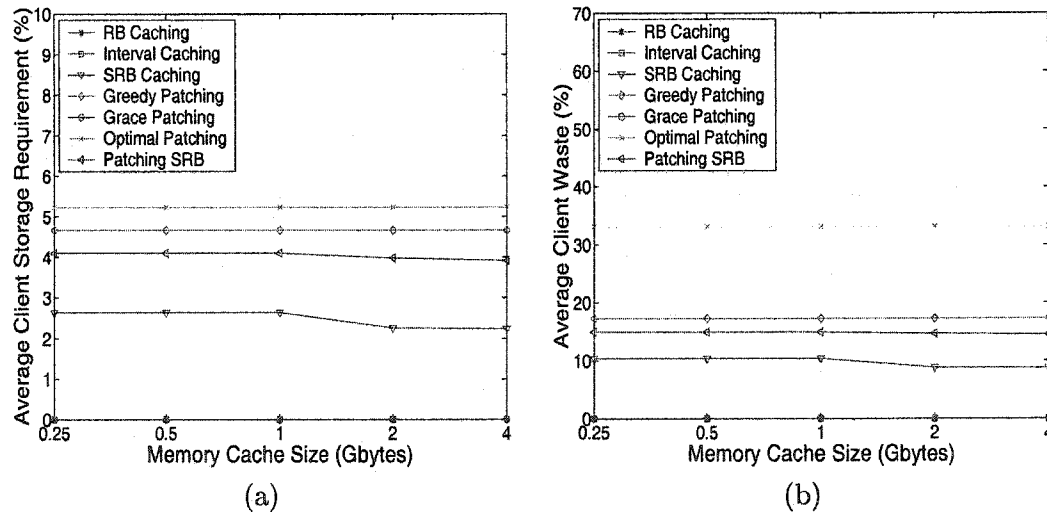 Average Client Storage Requirement (%)
10
9
8
7
6
5
4
3
2
1
0
RB Caching
Interval Caching
SRB Caching
Greedy Patching
Grace Patching
Optimal Patching
Patching SRB
0.25
0.5
1
2
4
Memory Cache Size (Gbytes)
(a)
Average Client Waste (%)
70
60
50
40
30
20
10
0
RB Caching
Interval Caching
SRB Caching
Greedy Patching
Grace Patching
Optimal Patching
Patching SRB
0.25
0.5
1
2
4
Memory Cache Size (Gbytes)
(b)